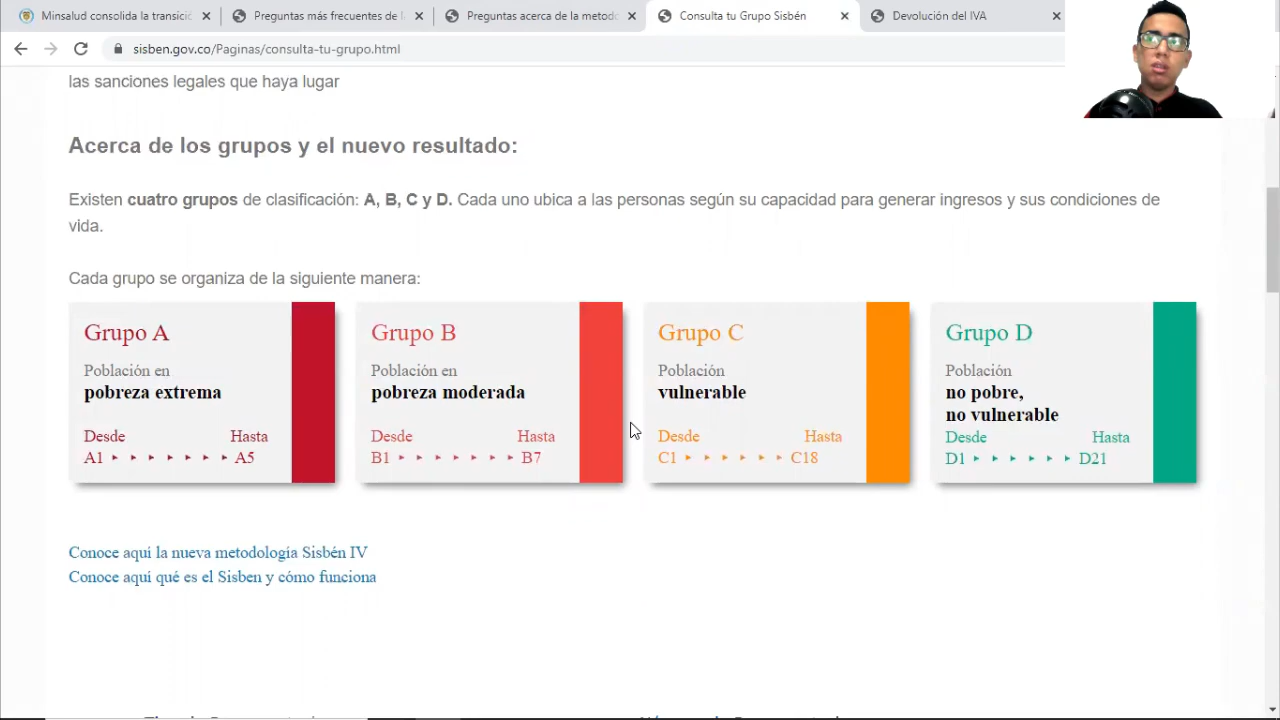 Minsalud consolida la transició
Preguntas más frecuentes de l
Preguntas acerca de la metodo
Consulta tu Grupo Sisbén
Devolución del IVA
sisben.gov.co/Paginas/consulta-tu-grupo.html
las sanciones legales que haya lugar
Acerca de los grupos y el nuevo resultado:
Existen cuatro grupos de clasificación: A, B, C y D. Cada uno ubica a las personas según su capacidad para generar ingresos y sus condiciones de
vida.
Cada grupo se organiza de la siguiente manera:
Grupo A
Población en
pobreza extrema
Desde Hasta
A1 A5
Grupo B
Población en
pobreza moderada
Desde Hasta
B1 B7
Grupo C
Población
vulnerable
Desde Hasta
C1 C18
Grupo D
Población
no pobre,
no vulnerable
Desde Hasta
D1 D21
Conoce aquí la nueva metodología Sisbén IV
Conoce aquí qué es el Sisben y cómo funciona